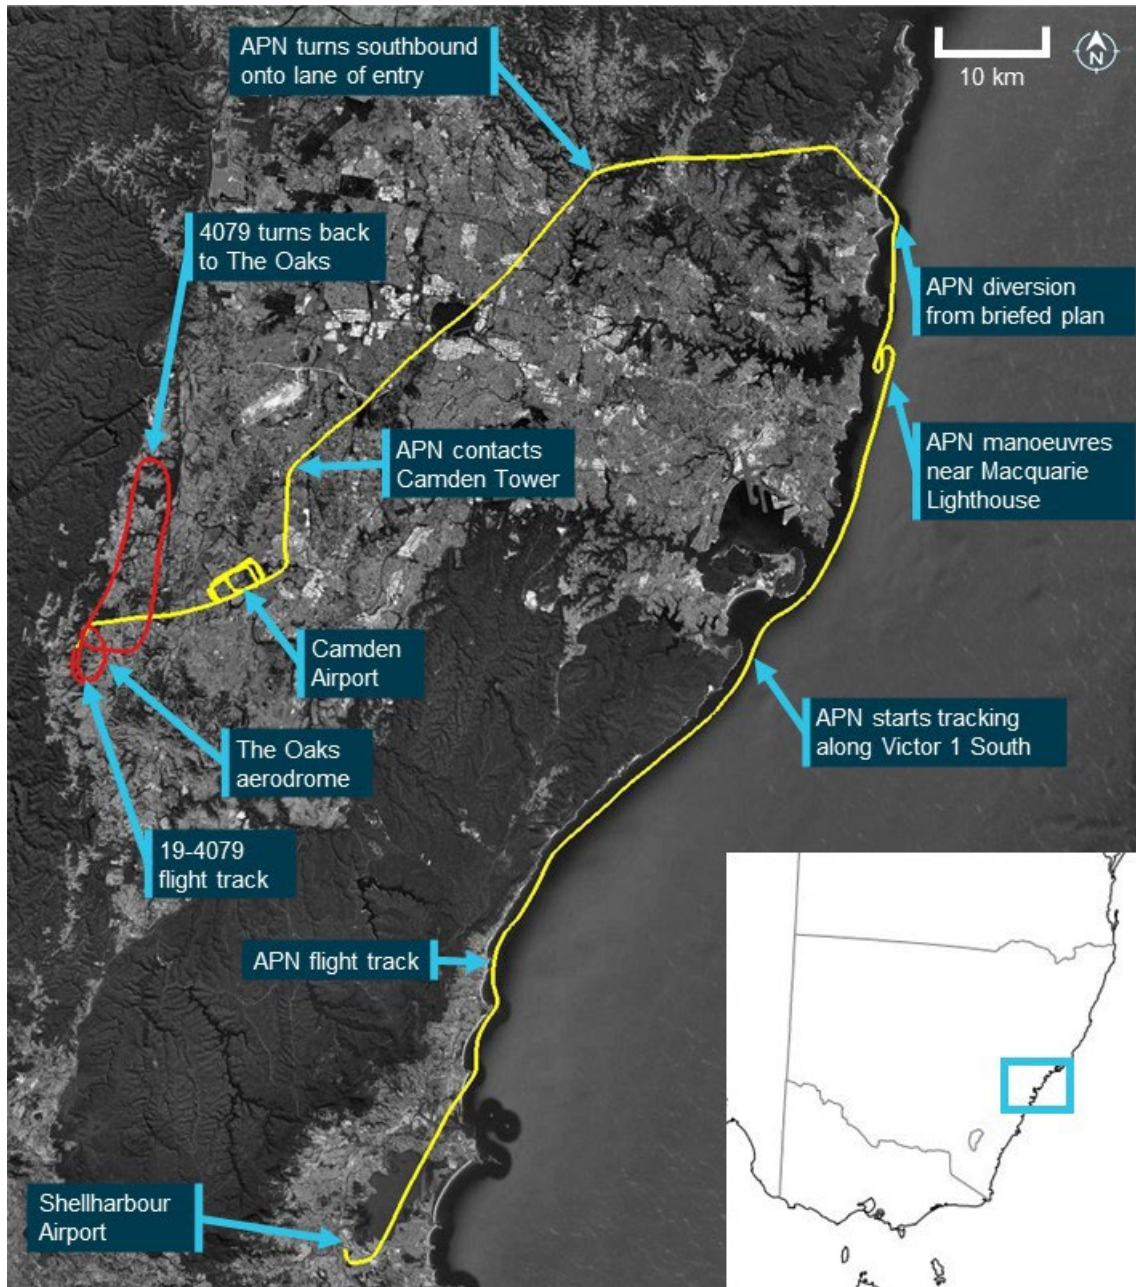 APN turns southbound
onto lane of entry
10 km
N
4079 turns back
to The Oaks
APN diversion
from briefed plan
APN contacts
Camden Tower
APN manoeuvres
near Macquarie
Lighthouse
Camden
Airport
APN starts tracking
along Victor 1 South
The Oaks
aerodrome
19-4079
flight track
APN flight track
Shellharbour
Airport